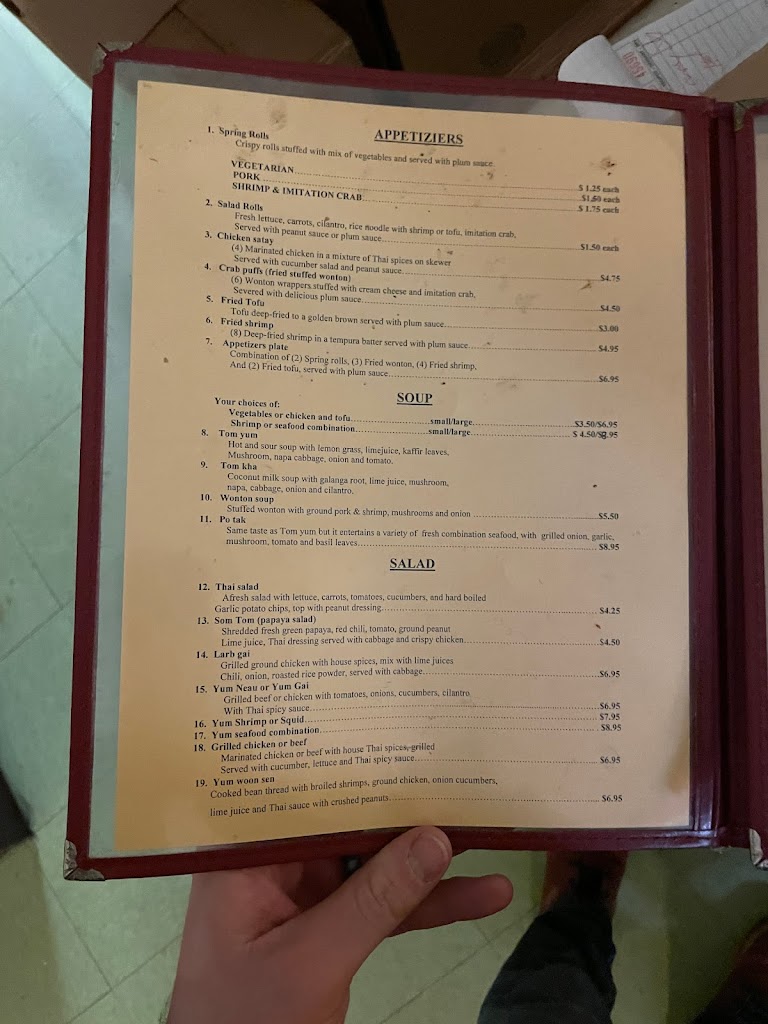 APPETIZIERS
1. Spring Rolls
Crispy rolls stuffed with mix of vegetables and served with plum sauce.
VEGETARIAN.......... $ 1.25 each
PORK.......... $1.50 each
SHRIMP & IMITATION CRAB.......... $ 1.75 each
2. Salad Rolls
Fresh lettuce, carrots, cilantro, rice noodle with shrimp or tofu, imitation crab,
Served with peanut sauce or plum sauce.......... $1.50 each
3. Chicken satay
(4) Marinated chicken in a mixture of Thai spices on skewer
Served with cucumber salad and peanut sauce.......... $4.75
4. Crab puffs (fried stuffed wonton)
(6) Wonton wrappers stuffed with cream cheese and imitation crab,
Severed with delicious plum sauce.......... $4.50
5. Fried Tofu
Tofu deep-fried to a golden brown served with plum sauce.......... $3.00
6. Fried shrimp
(8) Deep-fried shrimp in a tempura batter served with plum sauce.......... $4.95
7. Appetizers plate
Combination of (2) Spring rolls, (3) Fried wonton, (4) Fried shrimp,
And (2) Fried tofu, served with plum sauce.......... $6.95
SOUP
Your choices of:
Vegetables or chicken and tofu..........small/large.......... $3.50/$6.95
Shrimp or seafood combination..........small/large.......... $ 4.50/.95
8. Tom yum
Hot and sour soup with lemon grass, limejuice, kaffir leaves,
Mushroom, napa cabbage, onion and tomato.
9. Tom kha
Coconut milk soup with galanga root, lime juice, mushroom,
napa, cabbage, onion and cilantro.
10. Wonton soup
Stuffed wonton with ground pork & shrimp, mushrooms and onion .......... $5.50
11. Po tak
Same taste as Tom yum but it entertains a variety of fresh combination seafood, with grilled onion, garlic,
mushroom, tomato and basil leaves.......... $8.95
SALAD
12. Thai salad
Afresh salad with lettuce, carrots, tomatoes, cucumbers, and hard boiled
Garlic potato chips, top with peanut dressing.......... $4.25
13. Som Tom (papaya salad)
Shredded fresh green papaya, red chili, tomato, ground peanut
Lime juice, Thai dressing served with cabbage and crispy chicken.......... $4.50
14. Larb gai
Grilled ground chicken with house spices, mix with lime juices
Chili, onion, roasted rice powder, served with cabbage.......... $6.95
15. Yum Neau or Yum Gai
Grilled beef or chicken with tomatoes, onions, cucumbers, cilantro
With Thai spicy sauce.......... $6.95
16. Yum Shrimp or Squid.......... $7.95
17. Yum seafood combination.......... $8.95
18. Grilled chicken or beef
Marinated chicken or beef with house Thai spices, grilled
Served with cucumber, lettuce and Thai spicy sauce.......... $6.95
19. Yum woon sen
Cooked bean thread with broiled shrimps, ground chicken, onion cucumbers,
lime juice and Thai sauce with crushed peanuts.......... $6.95